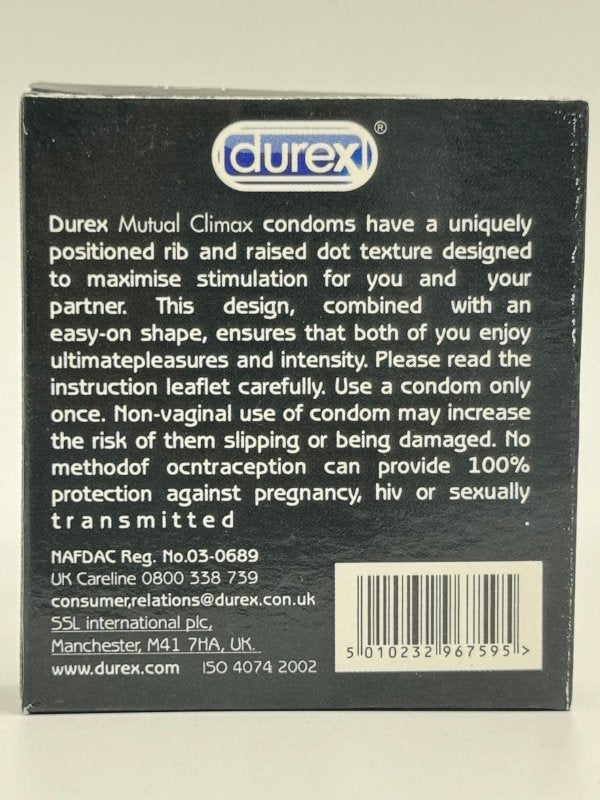 durex®
Durex Mutual Climax condoms have a uniquely
positioned rib and raised dot texture designed
to maximise stimulation for you and your
partner. This design, combined with an
easy-on shape, ensures that both of you enjoy
ultimatepleasures and intensity. Please read the
instruction leaflet carefully. Use a condom only
once. Non-vaginal use of condom may increase
the risk of them slipping or being damaged. No
methodof ocntraception can provide 100%
protection against pregnancy, hiv or sexually
transmitted .
NAFDAC Reg. No.03-0689
UK Careline 0800 338 739
consumer,relations@durex.con.uk
SSL international plc,
Manchester, M41 7HA, UK.
www.durex.com ISO 4074 2002
5 010232 967595 >